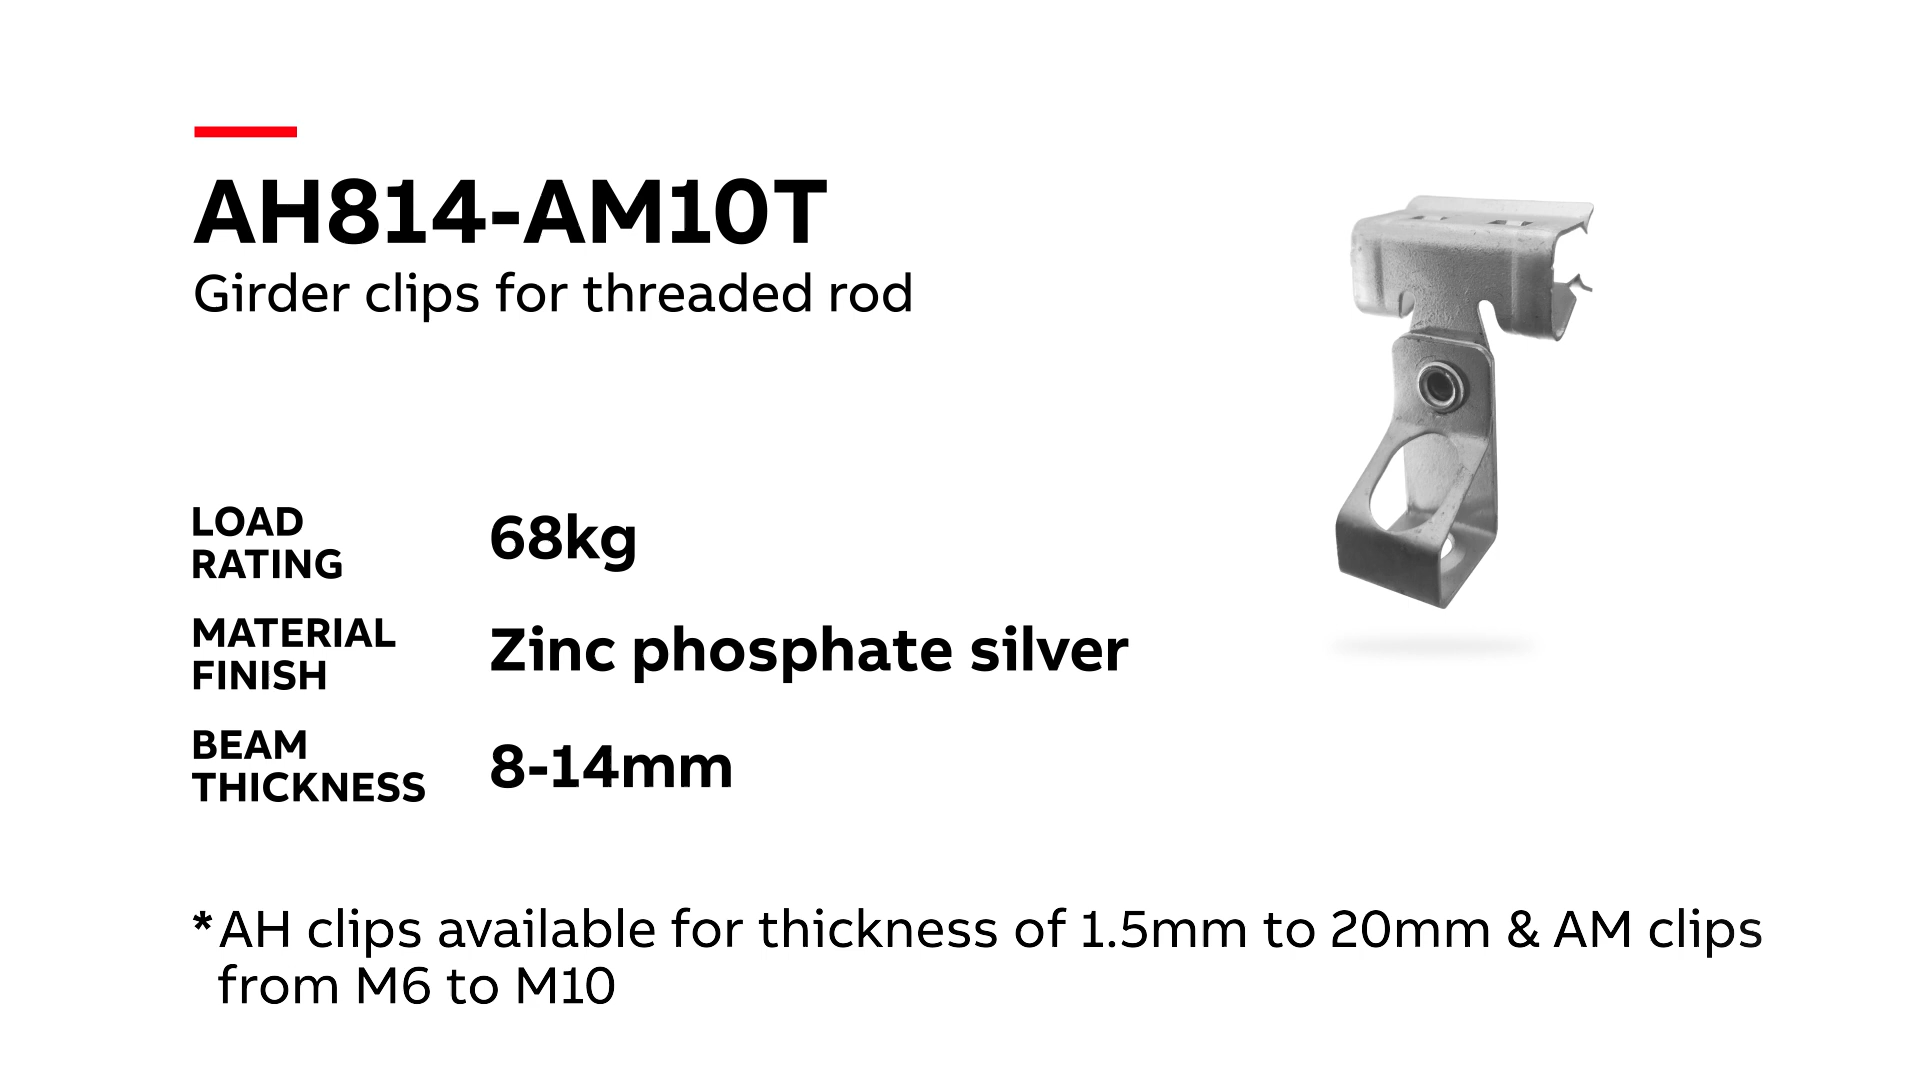 AH814-AM10T
Girder clips for threaded rod
LOAD
RATING
68kg
MATERIAL
FINISH
Zinc phosphate silver
BEAM
THICKNESS
8-14mm
*AH clips available for thickness of 1.5mm to 20mm & AM clips
from M6 to M10